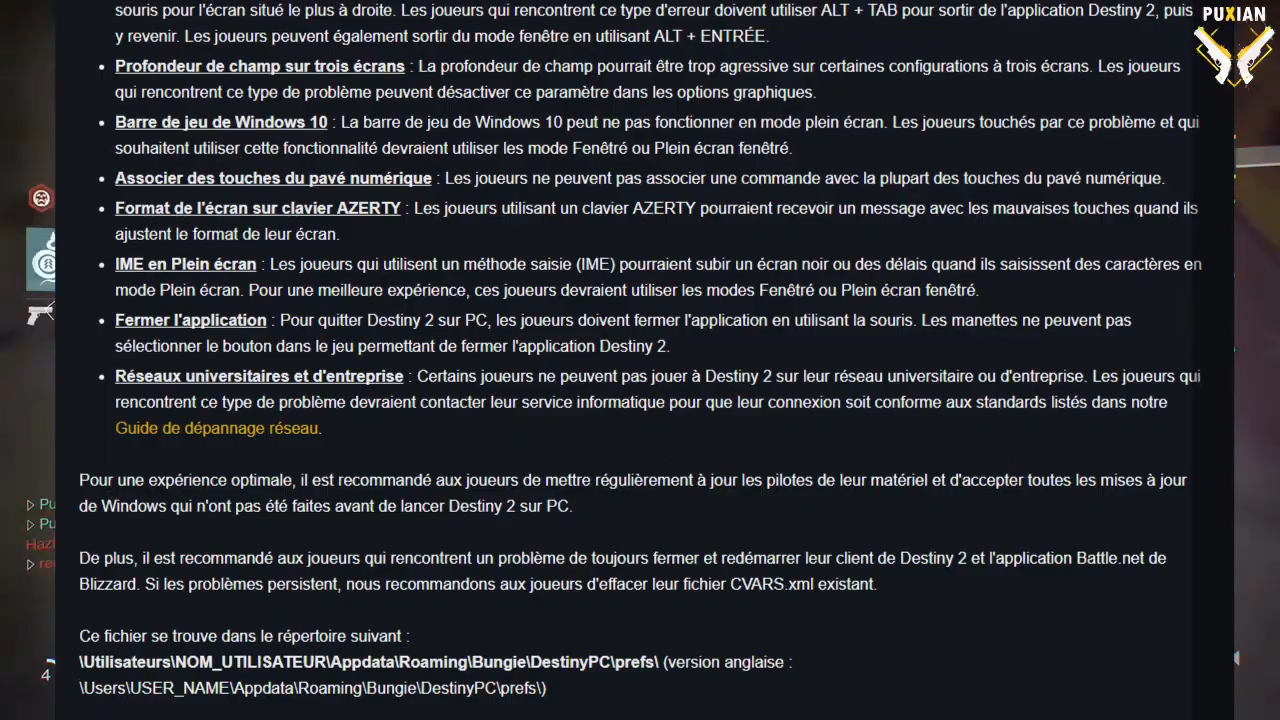 souris pour l'écran situé le plus à droite. Les joueurs qui rencontrent ce type d'erreur doivent utiliser ALT + TAB pour sortir de l'application Destiny 2, puis
PUXIAN
y revenir. Les joueurs peuvent également sortir du mode fenêtre en utilisant ALT + ENTRÉE.
Profondeur de champ sur trois écrans : La profondeur de champ pourrait être trop agressive sur certaines configurations à trois écrans. Les joueurs
qui rencontrent ce type de problème peuvent désactiver ce paramètre dans les options graphiques.
Barre de jeu de Windows 10 : La barre de jeu de Windows 10 peut ne pas fonctionner en mode plein écran. Les joueurs touchés par ce problème et qui
souhaitent utiliser cette fonctionnalité devraient utiliser les mode Fenêtré ou Plein écran fenêtré.
Associer des touches du pavé numérique : Les joueurs ne peuvent pas associer une commande avec la plupart des touches du pavé numérique.
Format de l'écran sur clavier AZERTY : Les joueurs utilisant un clavier AZERTY pourraient recevoir un message avec les mauvaises touches quand ils
ajustent le format de leur écran.
IME en Plein écran : Les joueurs qui utilisent un méthode saisie (IME) pourraient subir un écran noir ou des délais quand ils saisissent des caractères en
mode Plein écran. Pour une meilleure expérience, ces joueurs devraient utiliser les modes Fenêtré ou Plein écran fenêtré.
Fermer l'application : Pour quitter Destiny 2 sur PC, les joueurs doivent fermer l'application en utilisant la souris. Les manettes ne peuvent pas
sélectionner le bouton dans le jeu permettant de fermer l'application Destiny 2.
Réseaux universitaires et d'entreprise : Certains joueurs ne peuvent pas jouer à Destiny 2 sur leur réseau universitaire ou d'entreprise. Les joueurs qui
rencontrent ce type de problème devraient contacter leur service informatique pour que leur connexion soit conforme aux standards listés dans notre
Guide de dépannage réseau.
Pour une expérience optimale, il est recommandé aux joueurs de mettre régulièrement à jour les pilotes de leur matériel et d'accepter toutes les mises à jour
de Windows qui n'ont pas été faites avant de lancer Destiny 2 sur PC.
Pu
Pu
Haz
re
De plus, il est recommandé aux joueurs qui rencontrent un problème de toujours fermer et redémarrer leur client de Destiny 2 et l'application Battle.net de
Blizzard. Si les problèmes persistent, nous recommandons aux joueurs d'effacer leur fichier CVARS.xml existant.
Ce fichier se trouve dans le répertoire suivant :
\Utilisateurs\NOM_UTILISATEUR\Appdata\Roaming\Bungie\DestinyPC\prefs\ (version anglaise :
4
\Users\USER_NAME\Appdata\Roaming\Bungie\DestinyPC\prefs\)